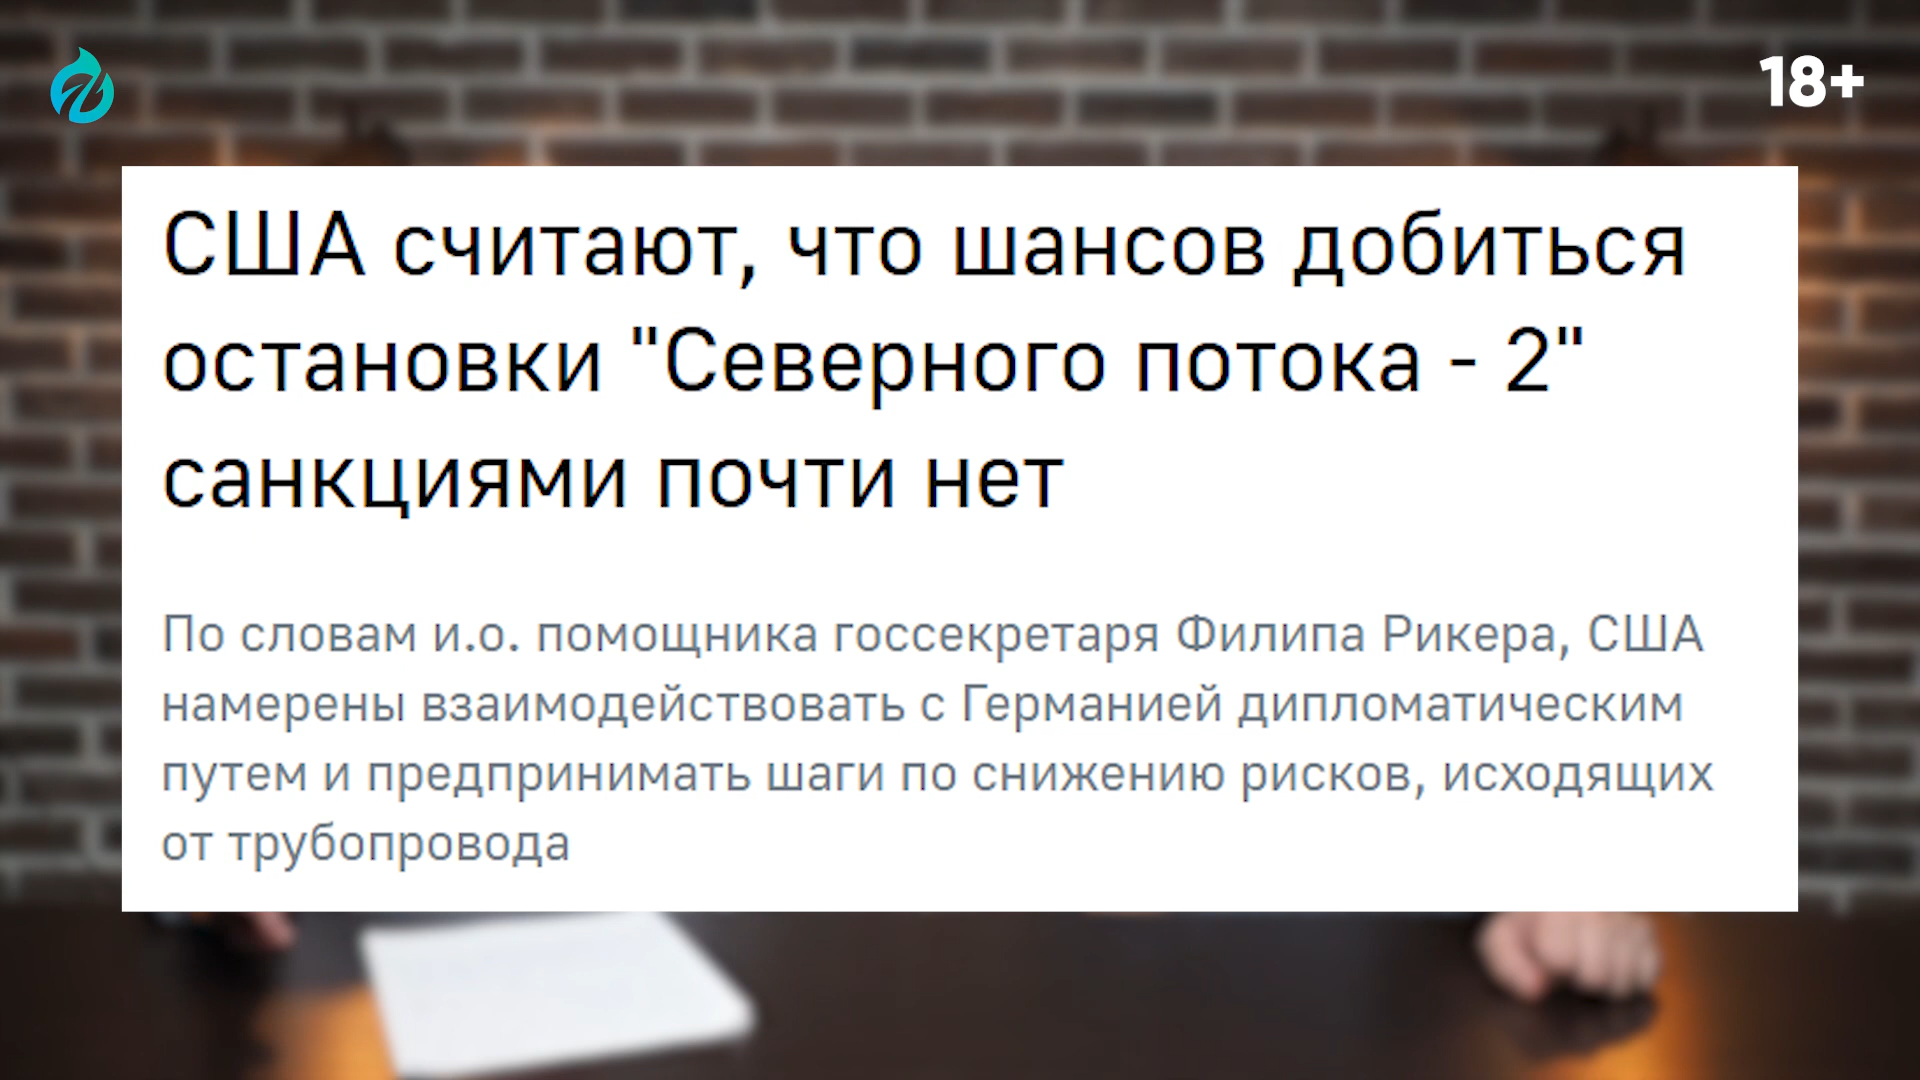 18+
США считают, что шансов добиться
остановки "Северного потока - 2"
санкциями почти нет
По словам и.о. помощника госсекретаря Филипа Рикера, США
намерены взаимодействовать с Германией дипломатическим
путем и предпринимать шаги по снижению рисков, исходящих
от трубопровода